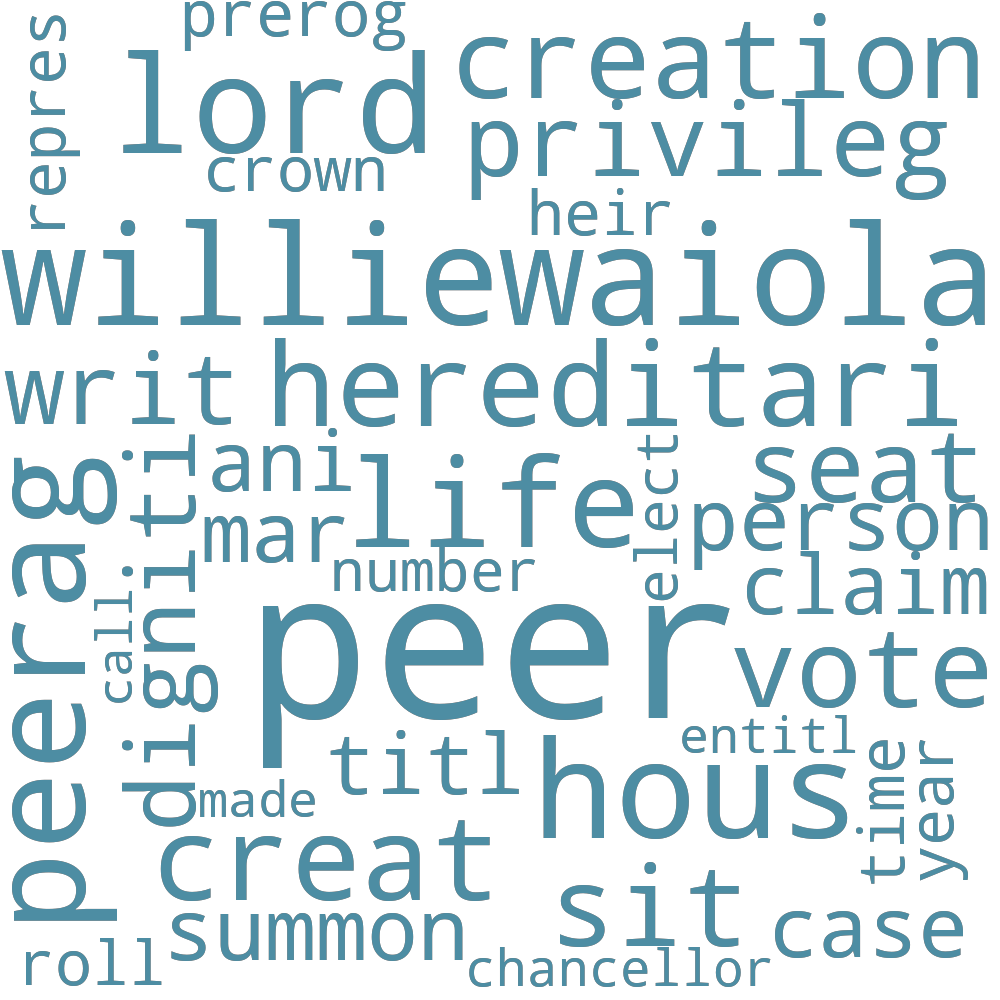 prerog
repres
lord
creation
crown
privileg
heir
williewaiola
writ
hereditari
peerag
digniti
ani
life
elect
seat
mar
person
number
call
claim
peer
vote
entitl
titl
hous
time
year
made
creat
sit
summon
case
roll
chancellor